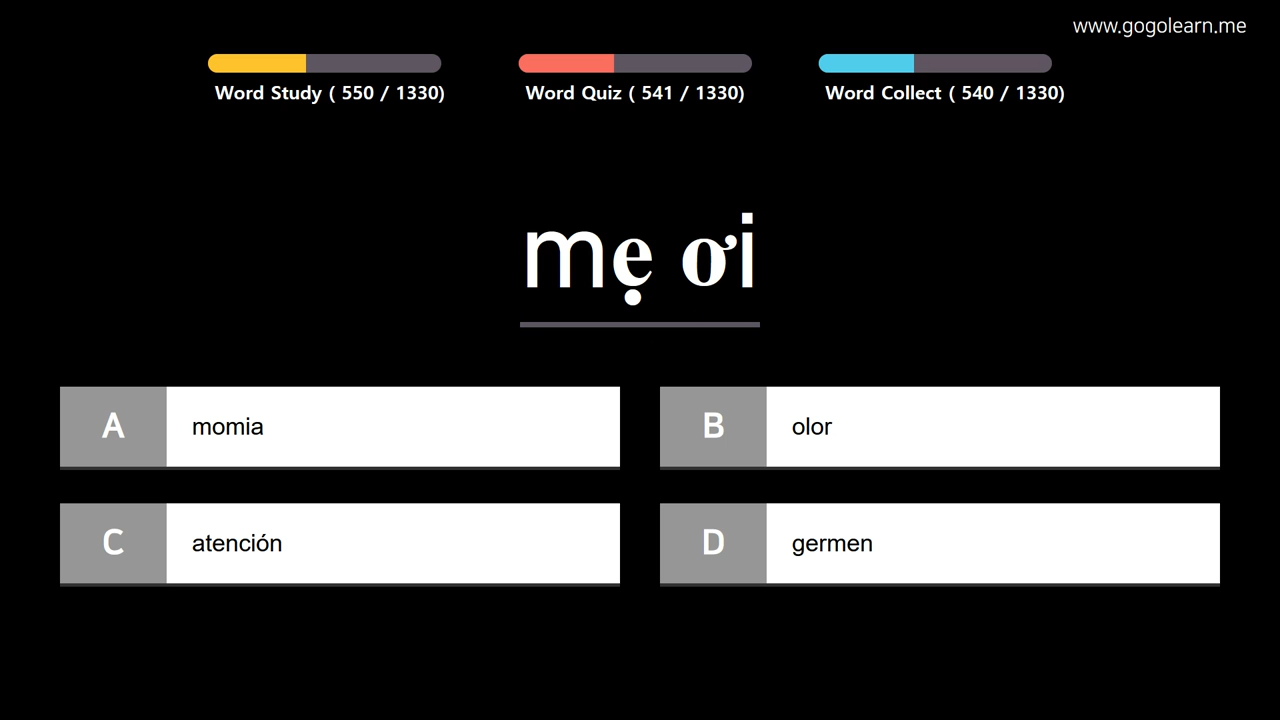 www.gogolearn.me
Word Study ( 550 / 1330)
Word Quiz ( 541 / 1330)
Word Collect ( 540 / 1330)
mẹ ơi
A momia
B olor
C atención
D germen